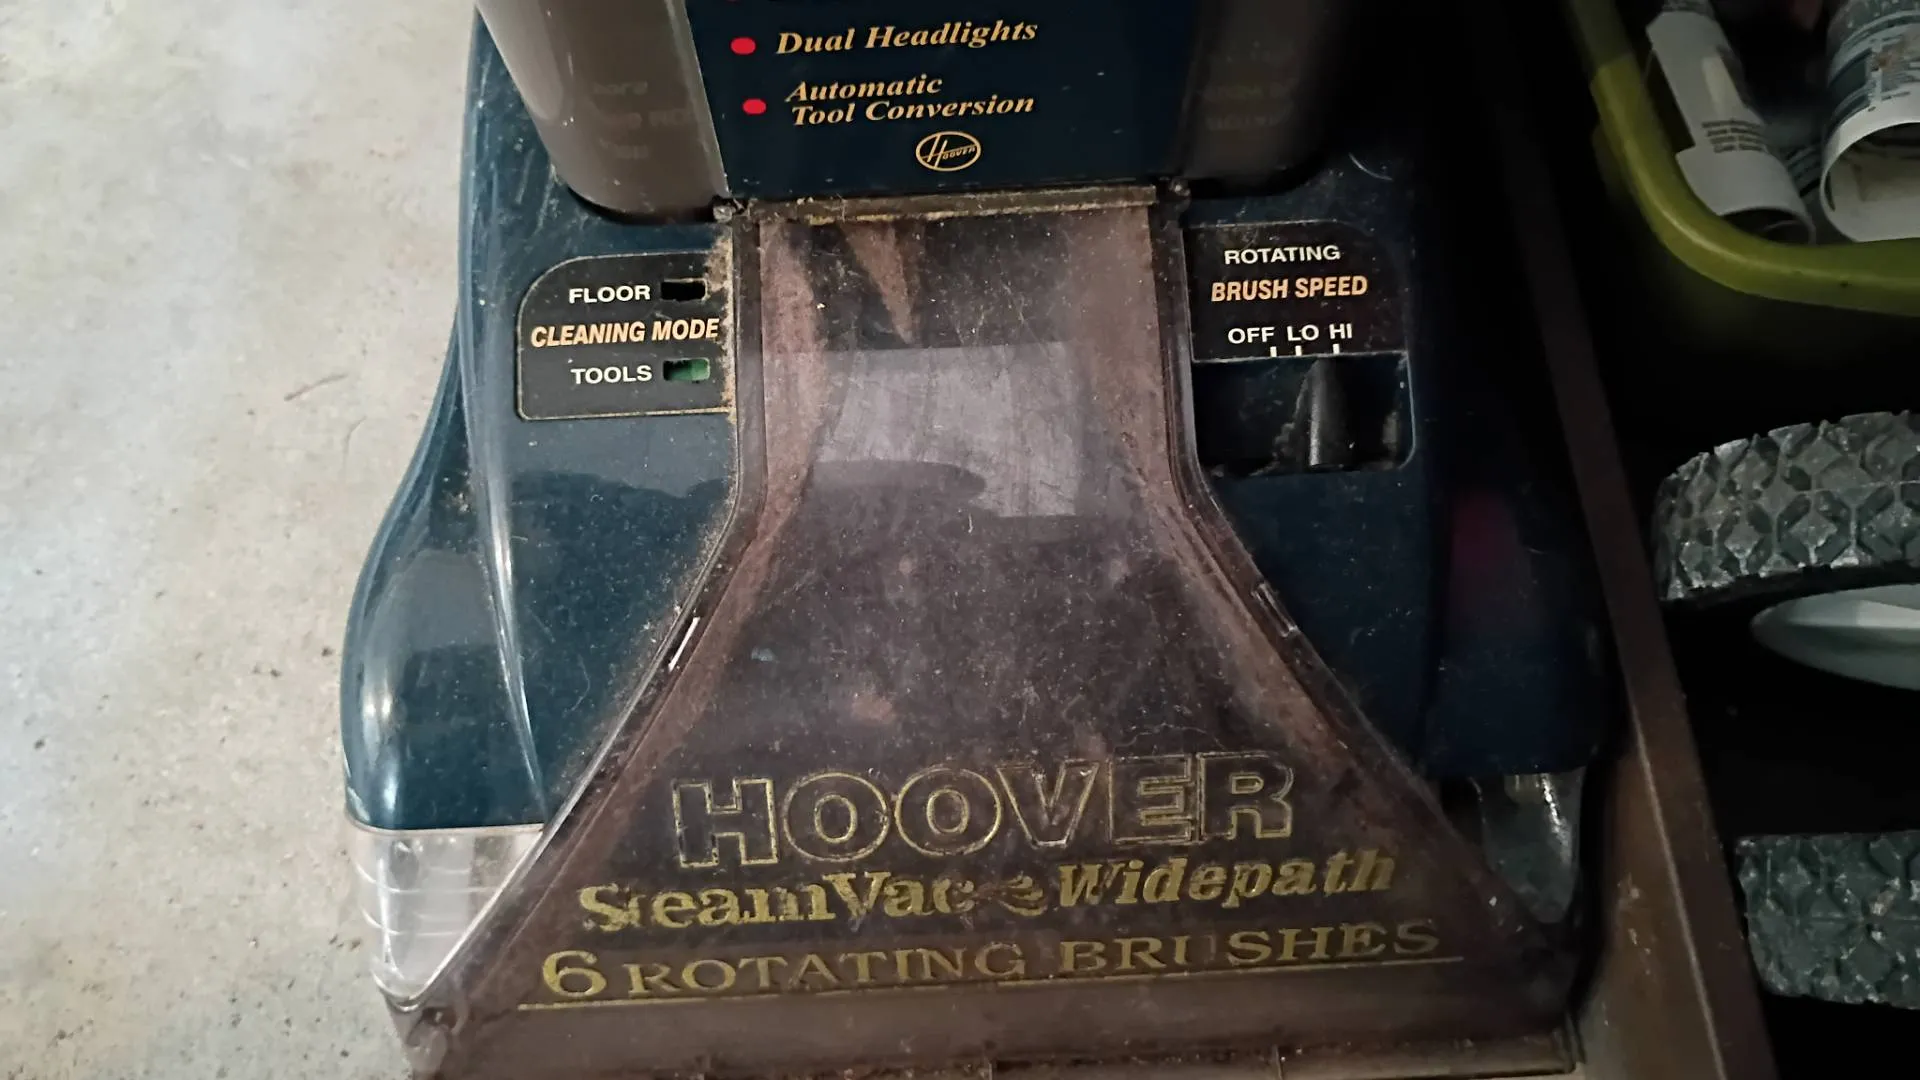 Dual Headlights
Automatic
Tool Conversion
HOOVER
FLOOR
CLEANING MODE
TOOLS
ROTATING
BRUSH SPEED
OFF LO HI
HOOVER
SteamVac Widepath
6 ROTATING BRUSHES